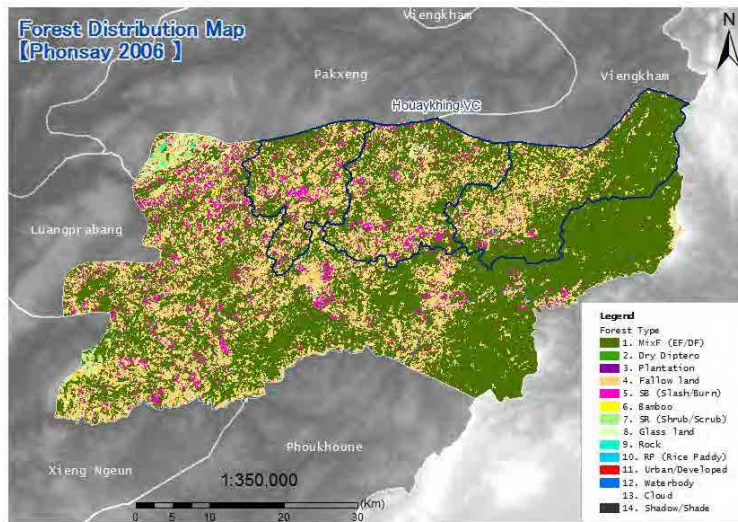 Forest Distribution Map
【Phonsay 2006 】
Viengkham
N
Pakxeng
Viengkham
Houaykhing VC
Luangprabang
Phoukhoune
Xieng Ngeun
1:350,000
0 5 10 20 30
(Km)
Legend
Forest Type
1. MixF (EF/DF)
2. Dry Diptero
3. Plantation
4. Fallow land
5. SB (Slash/Burn)
6. Bamboo
7. SR (Shrub/Scrub)
8. Glass land
9. Rock
10. RP (Rice Paddy)
11. Urban/Developed
12. Waterbody
13. Cloud
14. Shadow/Shade